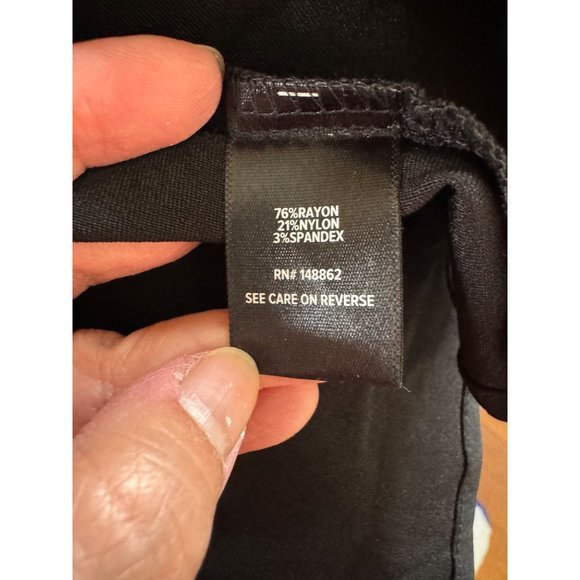 76%RAYON
21%NYLON
3%SPANDEX
RN# 148862
SEE CARE ON REVERSE